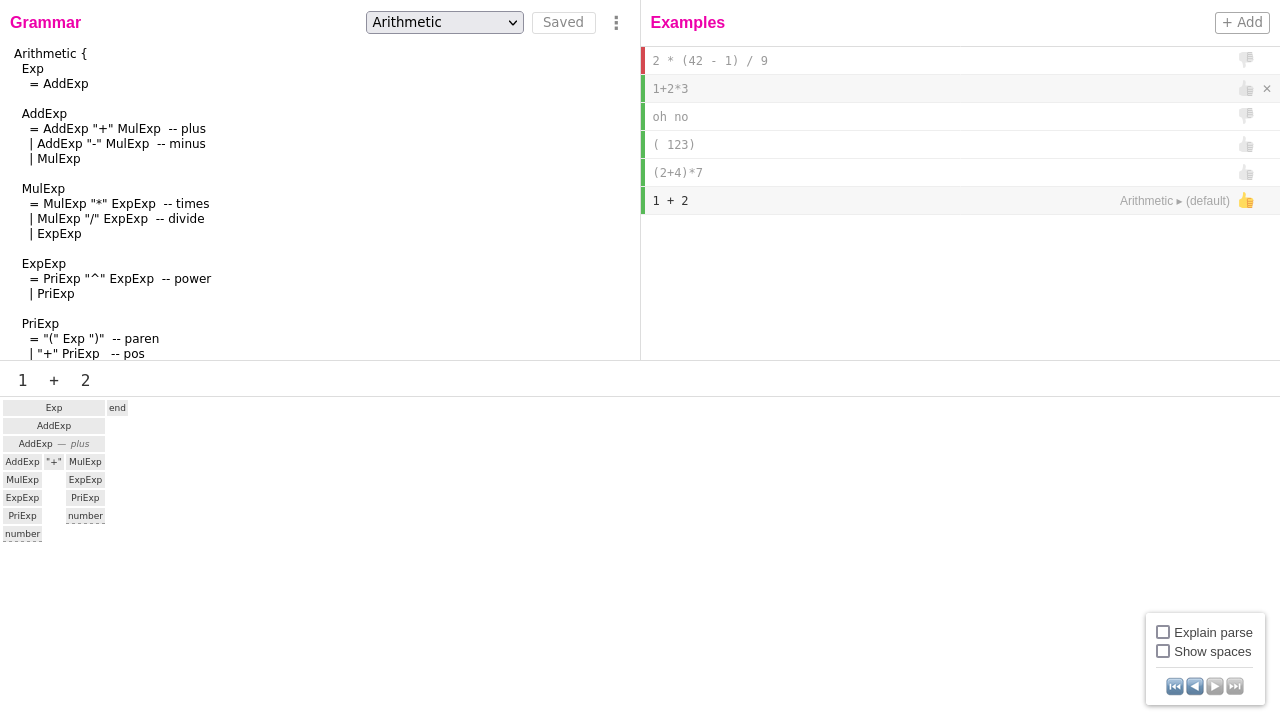 Grammar
Arithmetic
Saved
Arithmetic {
Exp
= AddExp
AddExp
= AddExp "+" MulExp -- plus
| AddExp "-" MulExp -- minus
| MulExp
MulExp
= MulExp "*" ExpExp -- times
| MulExp "/" ExpExp -- divide
| ExpExp
ExpExp
= PriExp "^" ExpExp -- power
| PriExp
PriExp
= "(" Exp ")" -- paren
| "+" PriExp -- pos
Examples
+ Add
2 * (42 - 1) / 9
1+2*3
×
oh no
( 123)
(2+4)*7
1 + 2 Arithmetic ▸ (default)
1 + 2
Exp end
AddExp
AddExp — plus
AddExp "+" MulExp
MulExp ExpExp
ExpExp PriExp
PriExp number
number
Explain parse
Show spaces